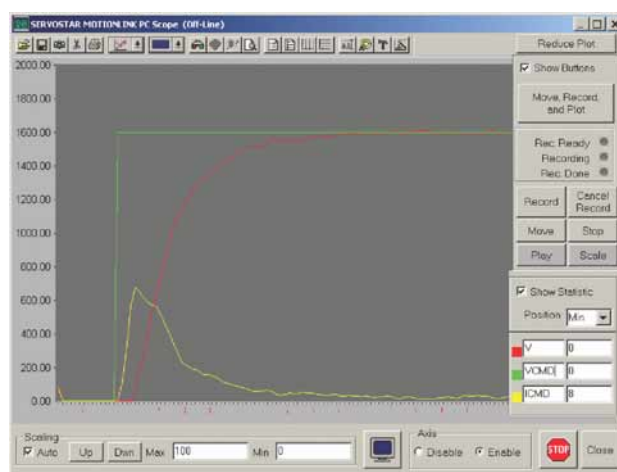 SERVOSTAR MOTIONLINK PC Scope (Off-Line)
Reduce Plot
2000.00
1800.00
1600.00
1400.00
1200.00
1000.00
800.00
600.00
400.00
200.00
0.00
Show Buttons
Move, Record, and Plot
Rec. Ready
Recording
Rec. Done
Record
Cancel Record
Move
Stop
Play
Scale
Show Statistic
Position
Min
V
0
VCMD
0
ICMD
8
Scaling
Auto
Up
Dwn
Max
100
Min
0
Axis
Disable
Enable
STOP
Close